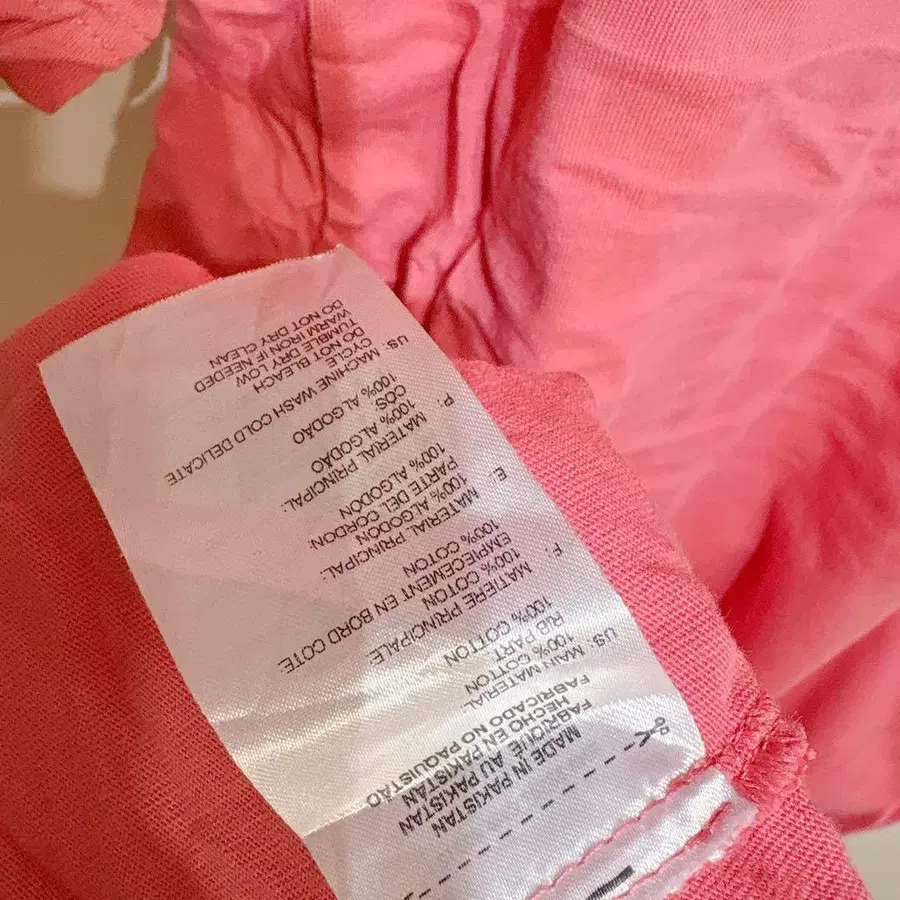 MADE IN PAKISTAN
FABRIQUÉ AU PAKISTAN
HECHO EN PAKISTÁN
FABRICADO NO PAQUISTÃO
US: MAIN MATERIAL
100% COTTON
RIB PART
100% COTTON
F: MATIERE PRINCIPALE
100% COTON
EMPIECEMENT EN BORD COTE
100% COTON
E: MATERIAL PRINCIPAL:
100% ALGODON
PARTE DEL CORDON:
100% ALGODON
P: MATERIAL PRINCIPAL:
100% ALGODÃO
CÓS:
100% ALGODÃO
US: MACHINE WASH COLD DELICATE
CYCLE
DO NOT BLEACH
TUMBLE DRY LOW
WARM IRON IF NEEDED
DO NOT DRY CLEAN